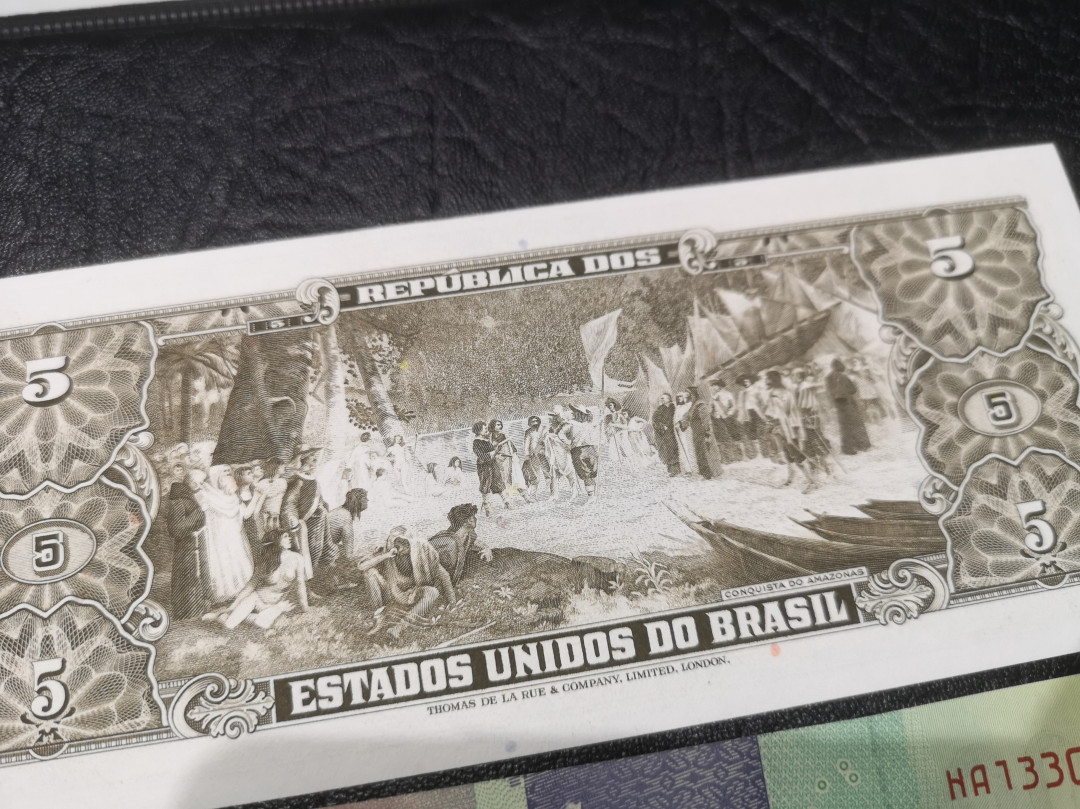 REPÚBLICA DOS
5
5
5
5
5
5
5
5
CONQUISTA DO AMAZONAS
ESTADOS UNIDOS DO BRASIL
THOMAS DE LA RUE & COMPANY, LIMITED, LONDON.
HA1330